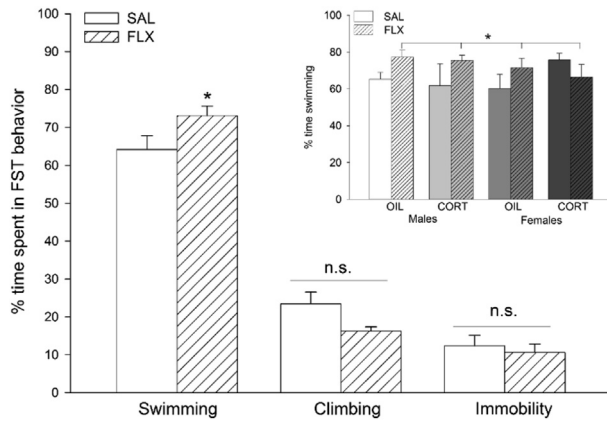 % time spent in FST behavior
100
90
80
70
60
50
40
30
20
10
0
SAL
FLX
*
n.s.
n.s.
Swimming Climbing Immobility
% time swimming
100
80
60
40
20
0
SAL
FLX
*
OIL CORT OIL CORT
Males Females